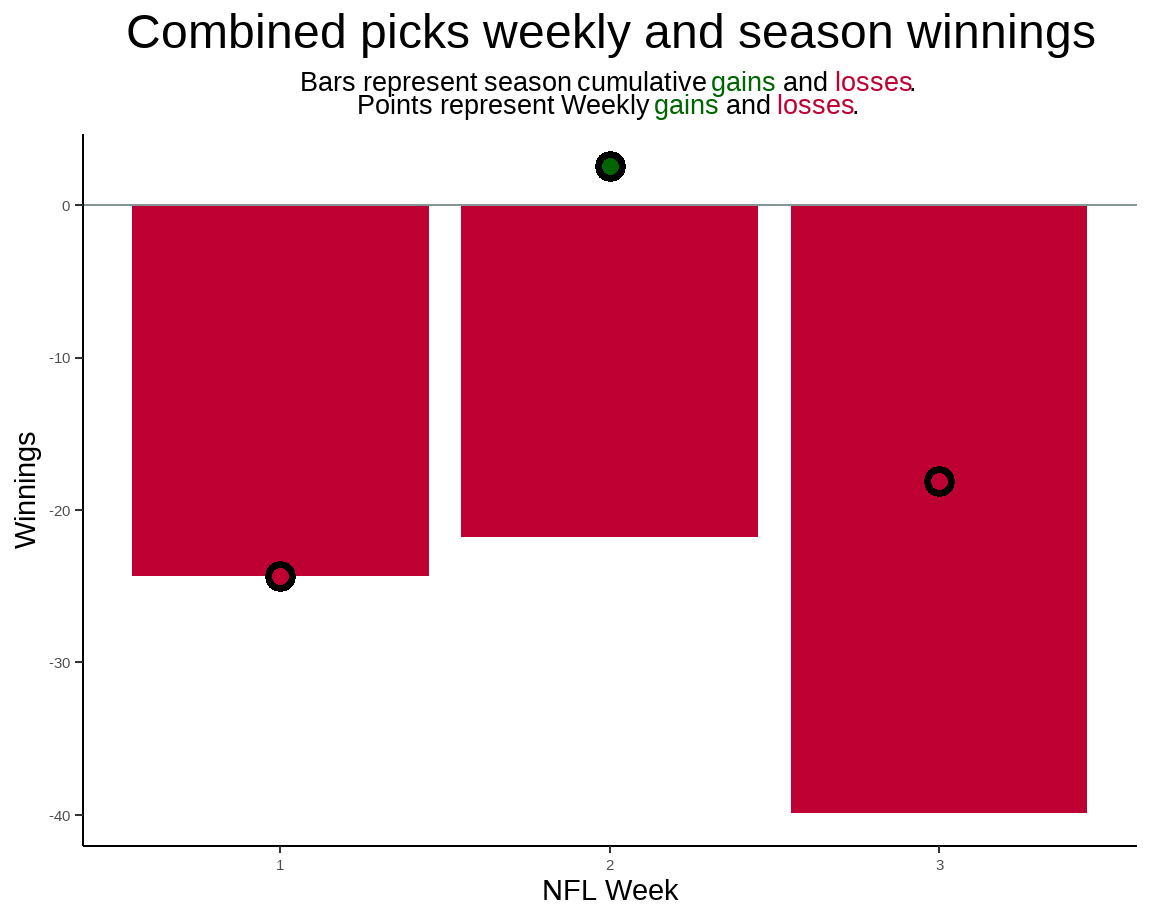 Combined picks weekly and season winnings
Bars represent season cumulative gains and losses.
Points represent Weekly gains and losses.
0
-10
-20
-30
-40
Winnings
1 2 3
NFL Week